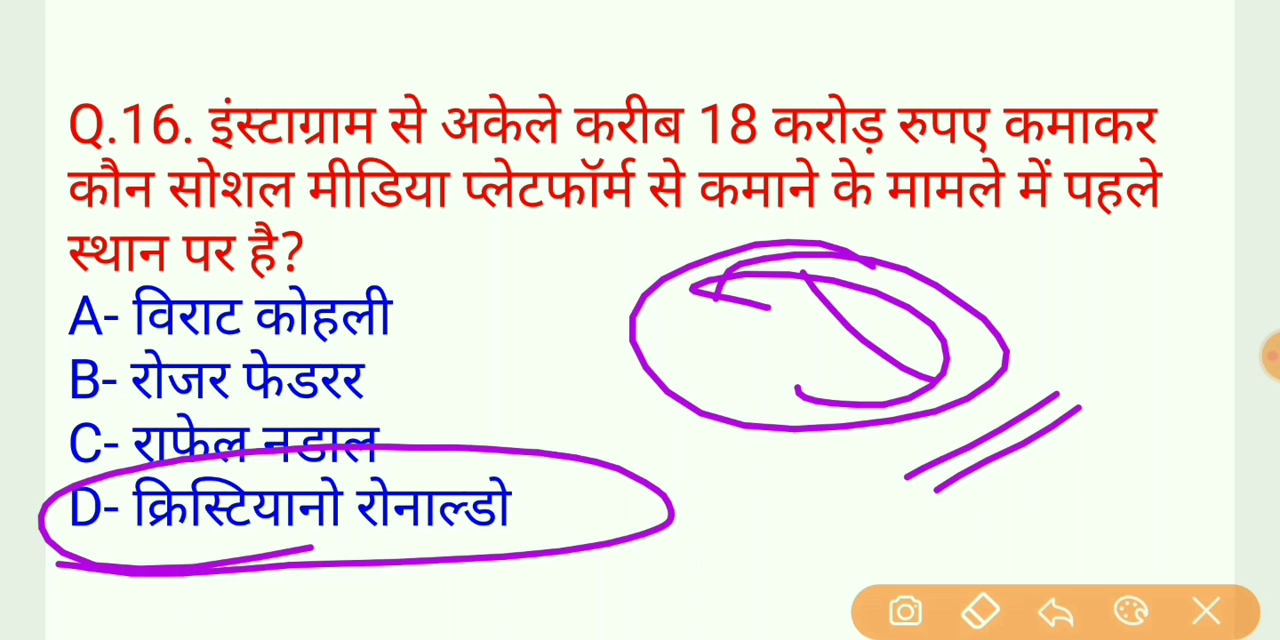 Q.16. इंस्टाग्राम से अकेले करीब 18 करोड़ रुपए कमाकर
कौन सोशल मीडिया प्लेटफॉर्म से कमाने के मामले में पहले
स्थान पर है?
A- विराट कोहली
B- रोजर फेडरर
C- राफेल नडाल
D- क्रिस्टियानो रोनाल्डो